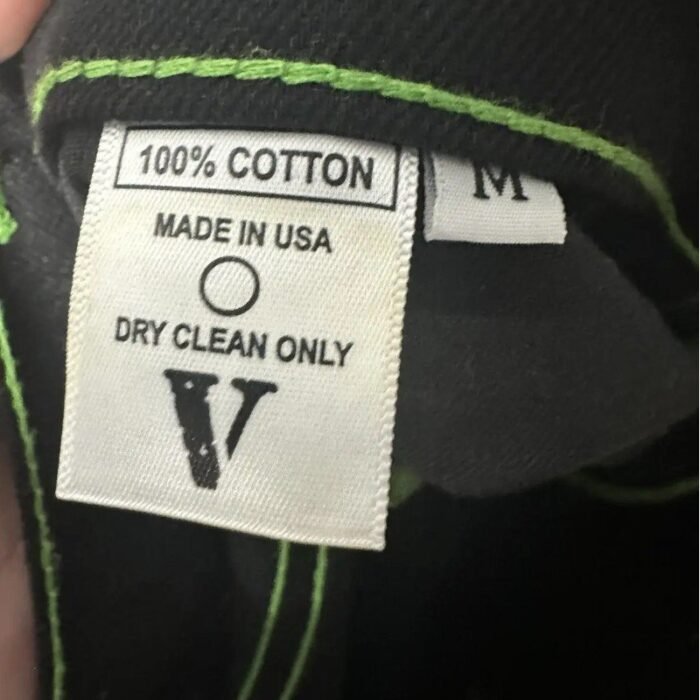 100% COTTON
M
MADE IN USA
DRY CLEAN ONLY
V